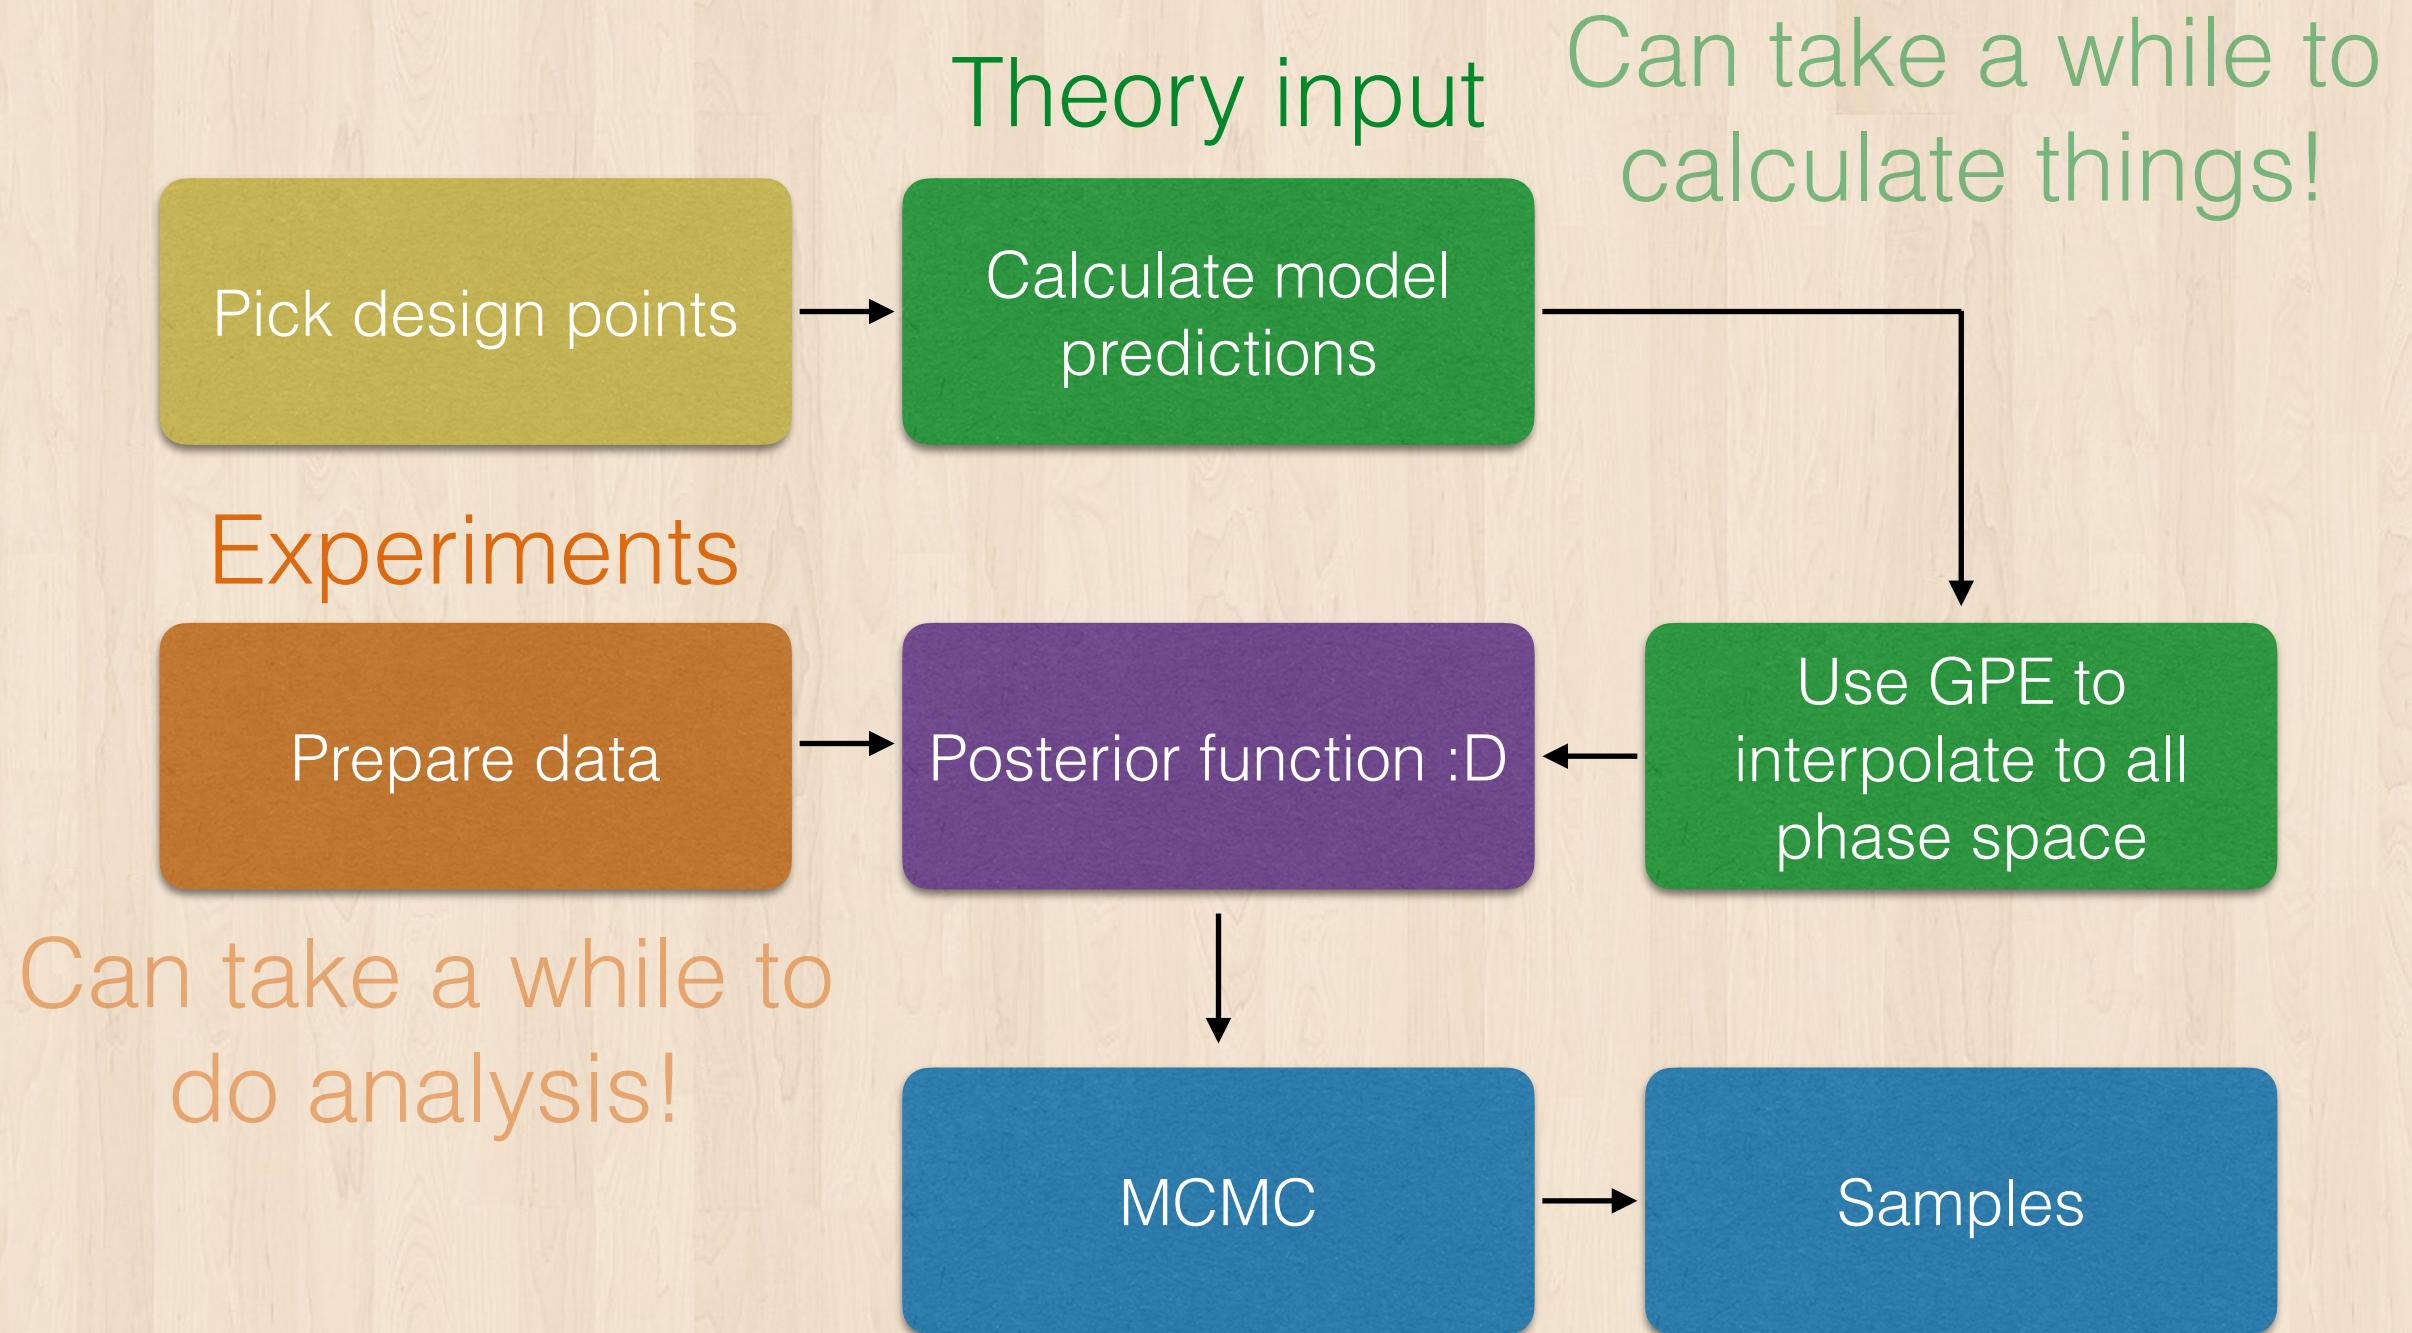 Theory input
Can take a while to
calculate things!
Pick design points
Calculate model
predictions
Experiments
Prepare data
Posterior function :D
Use GPE to
interpolate to all
phase space
Can take a while to
do analysis!
MCMC
Samples